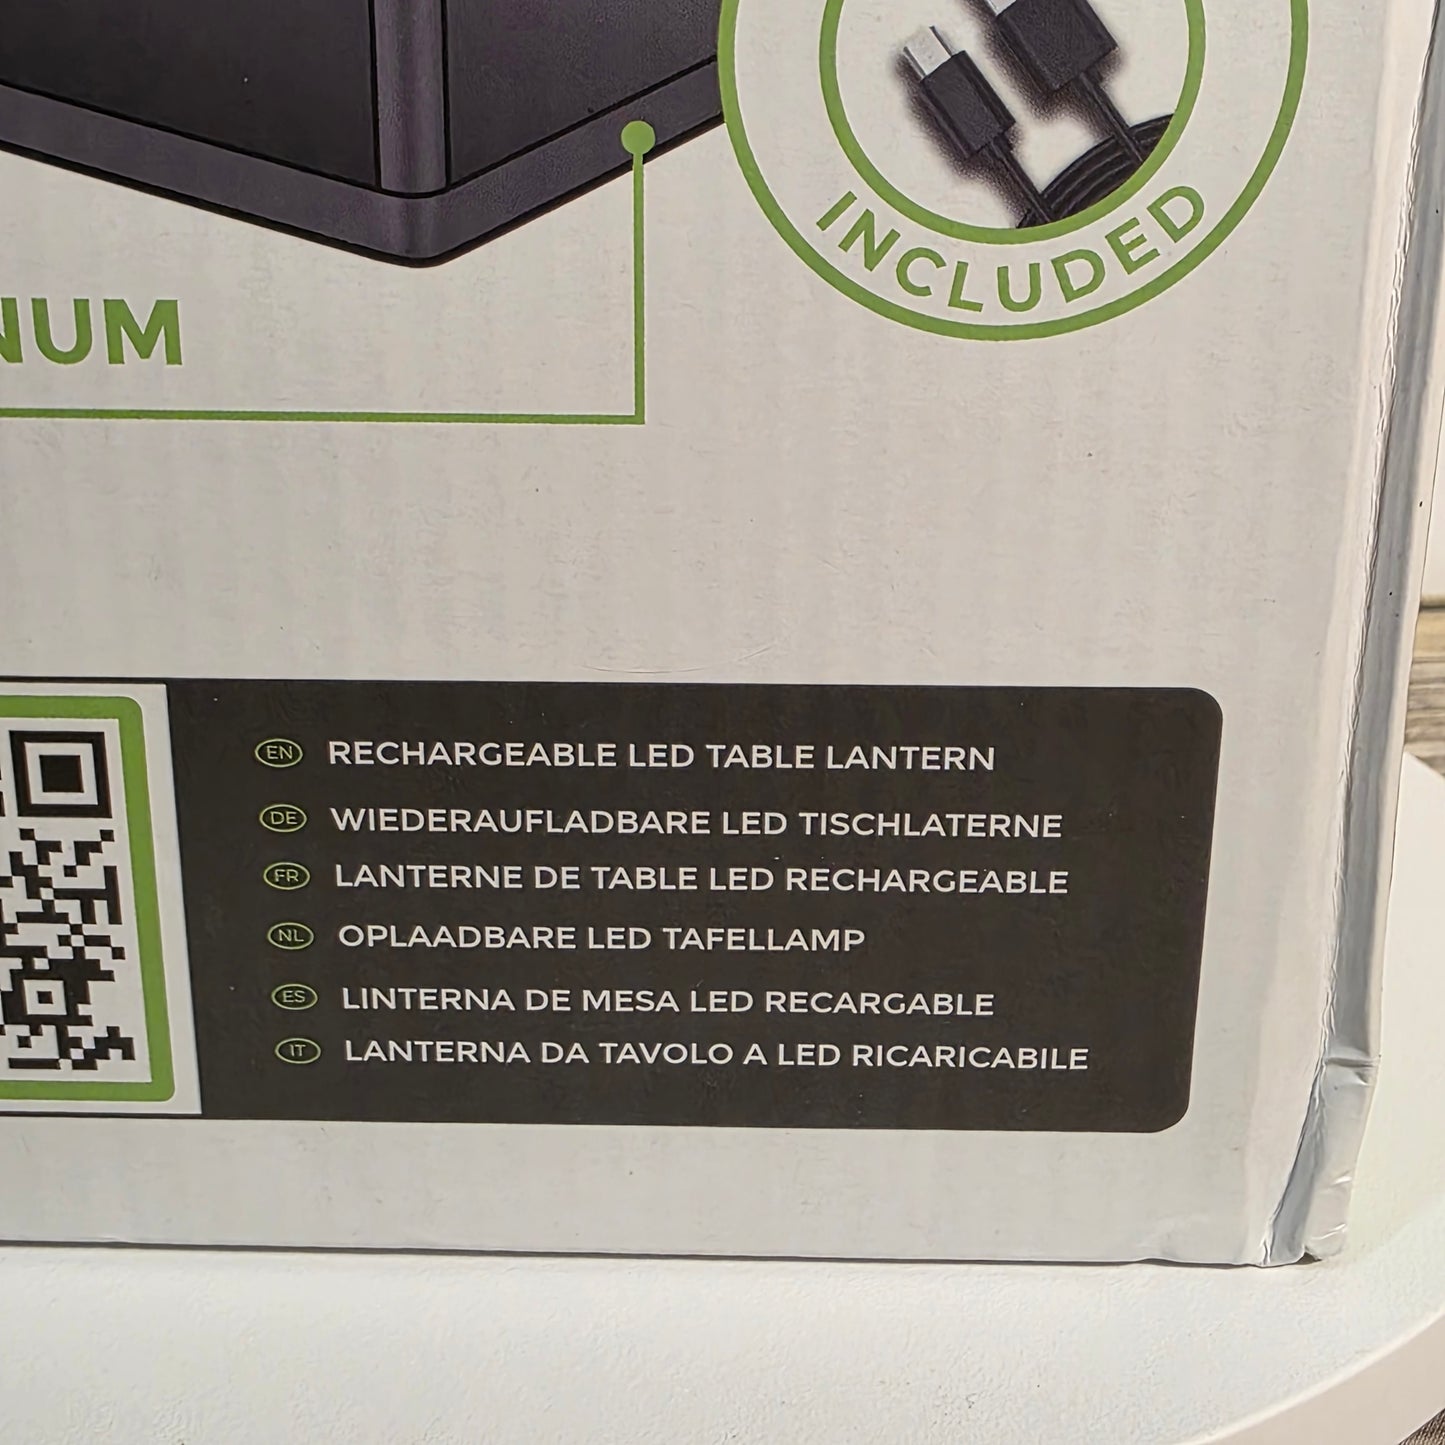 INCLUDED
NUM
EN RECHARGEABLE LED TABLE LANTERN
DE WIEDERAUFLADBARE LED TISCHLATERNE
FR LANTERNE DE TABLE LED RECHARGEABLE
NL OPLAADBARE LED TAFELLAMP
ES LINTERNA DE MESA LED RECARGABLE
IT LANTERNA DA TAVOLO A LED RICARICABILE